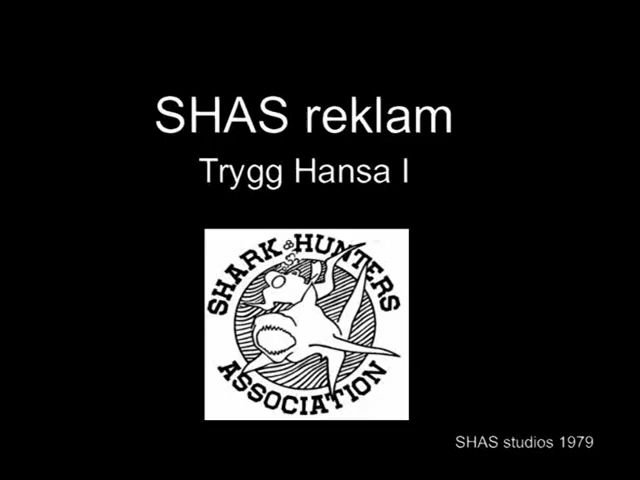 SHAS reklam
Trygg Hansa I
SHARK HUNTERS
ASSOCIATION
SHAS studios 1979